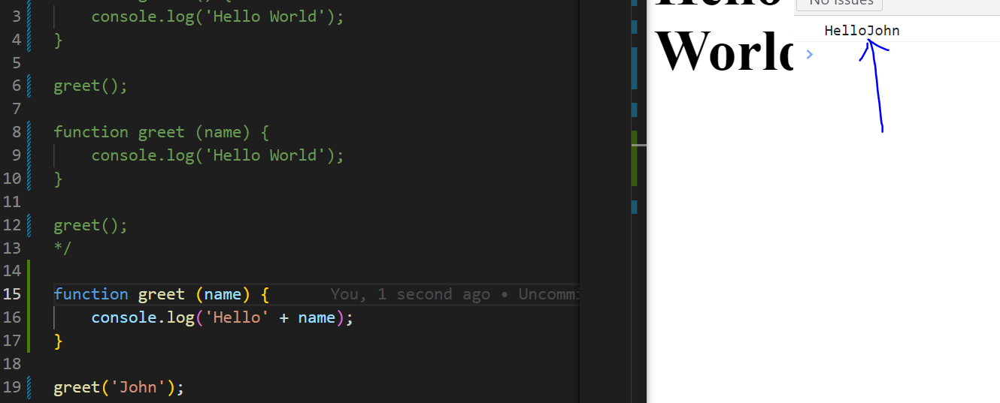 3 console.log('Hello World');
4 }
5
6 greet();
7
8 function greet (name) {
9 console.log('Hello World');
10 }
11
12 greet();
13 */
14
15 function greet (name) { You, 1 second ago • Uncommi
16 console.log('Hello' + name);
17 }
18
19 greet('John');
Hello
World
No Issues
HelloJohn
>